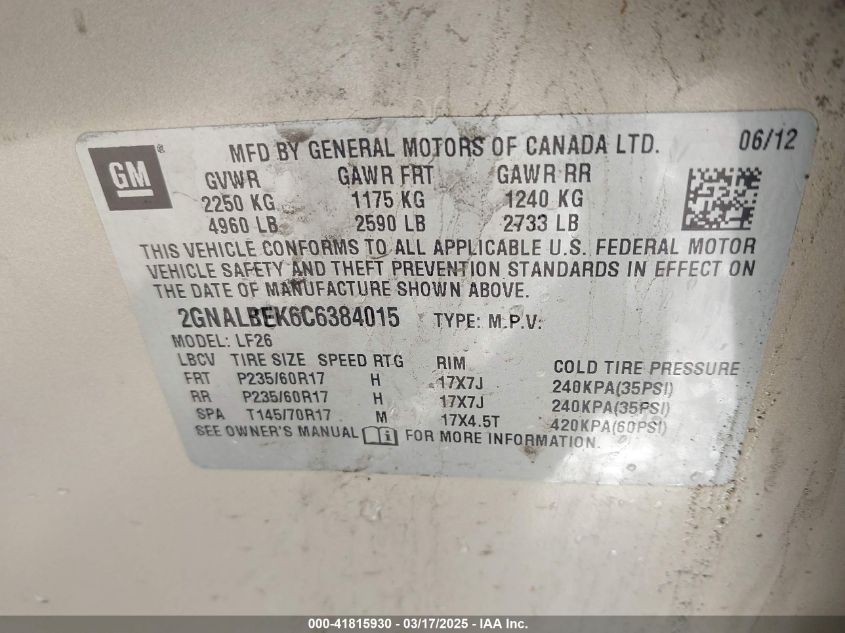 GM ® MFD BY GENERAL MOTORS OF CANADA LTD. 06/12
GVWR GAWR FRT GAWR RR
2250 KG 1175 KG 1240 KG
4960 LB 2590 LB 2733 LB
THIS VEHICLE CONFORMS TO ALL APPLICABLE U.S. FEDERAL MOTOR
VEHICLE SAFETY AND THEFT PREVENTION STANDARDS IN EFFECT ON
THE DATE OF MANUFACTURE SHOWN ABOVE.
2GNALBEK6C6384015 TYPE: M.P.V:
MODEL: LF26
LBCV TIRE SIZE SPEED RTG RIM COLD TIRE PRESSURE
FRT P235/60R17 H 17X7J 240KPA(35PSI)
RR P235/60R17 H 17X7J 240KPA(35PSI)
SPA T145/70R17 M 17X4.5T 420KPA(60PSI)
SEE OWNER'S MANUAL FOR MORE INFORMATION.
000-41815930 - 03/17/2025 - IAA Inc.